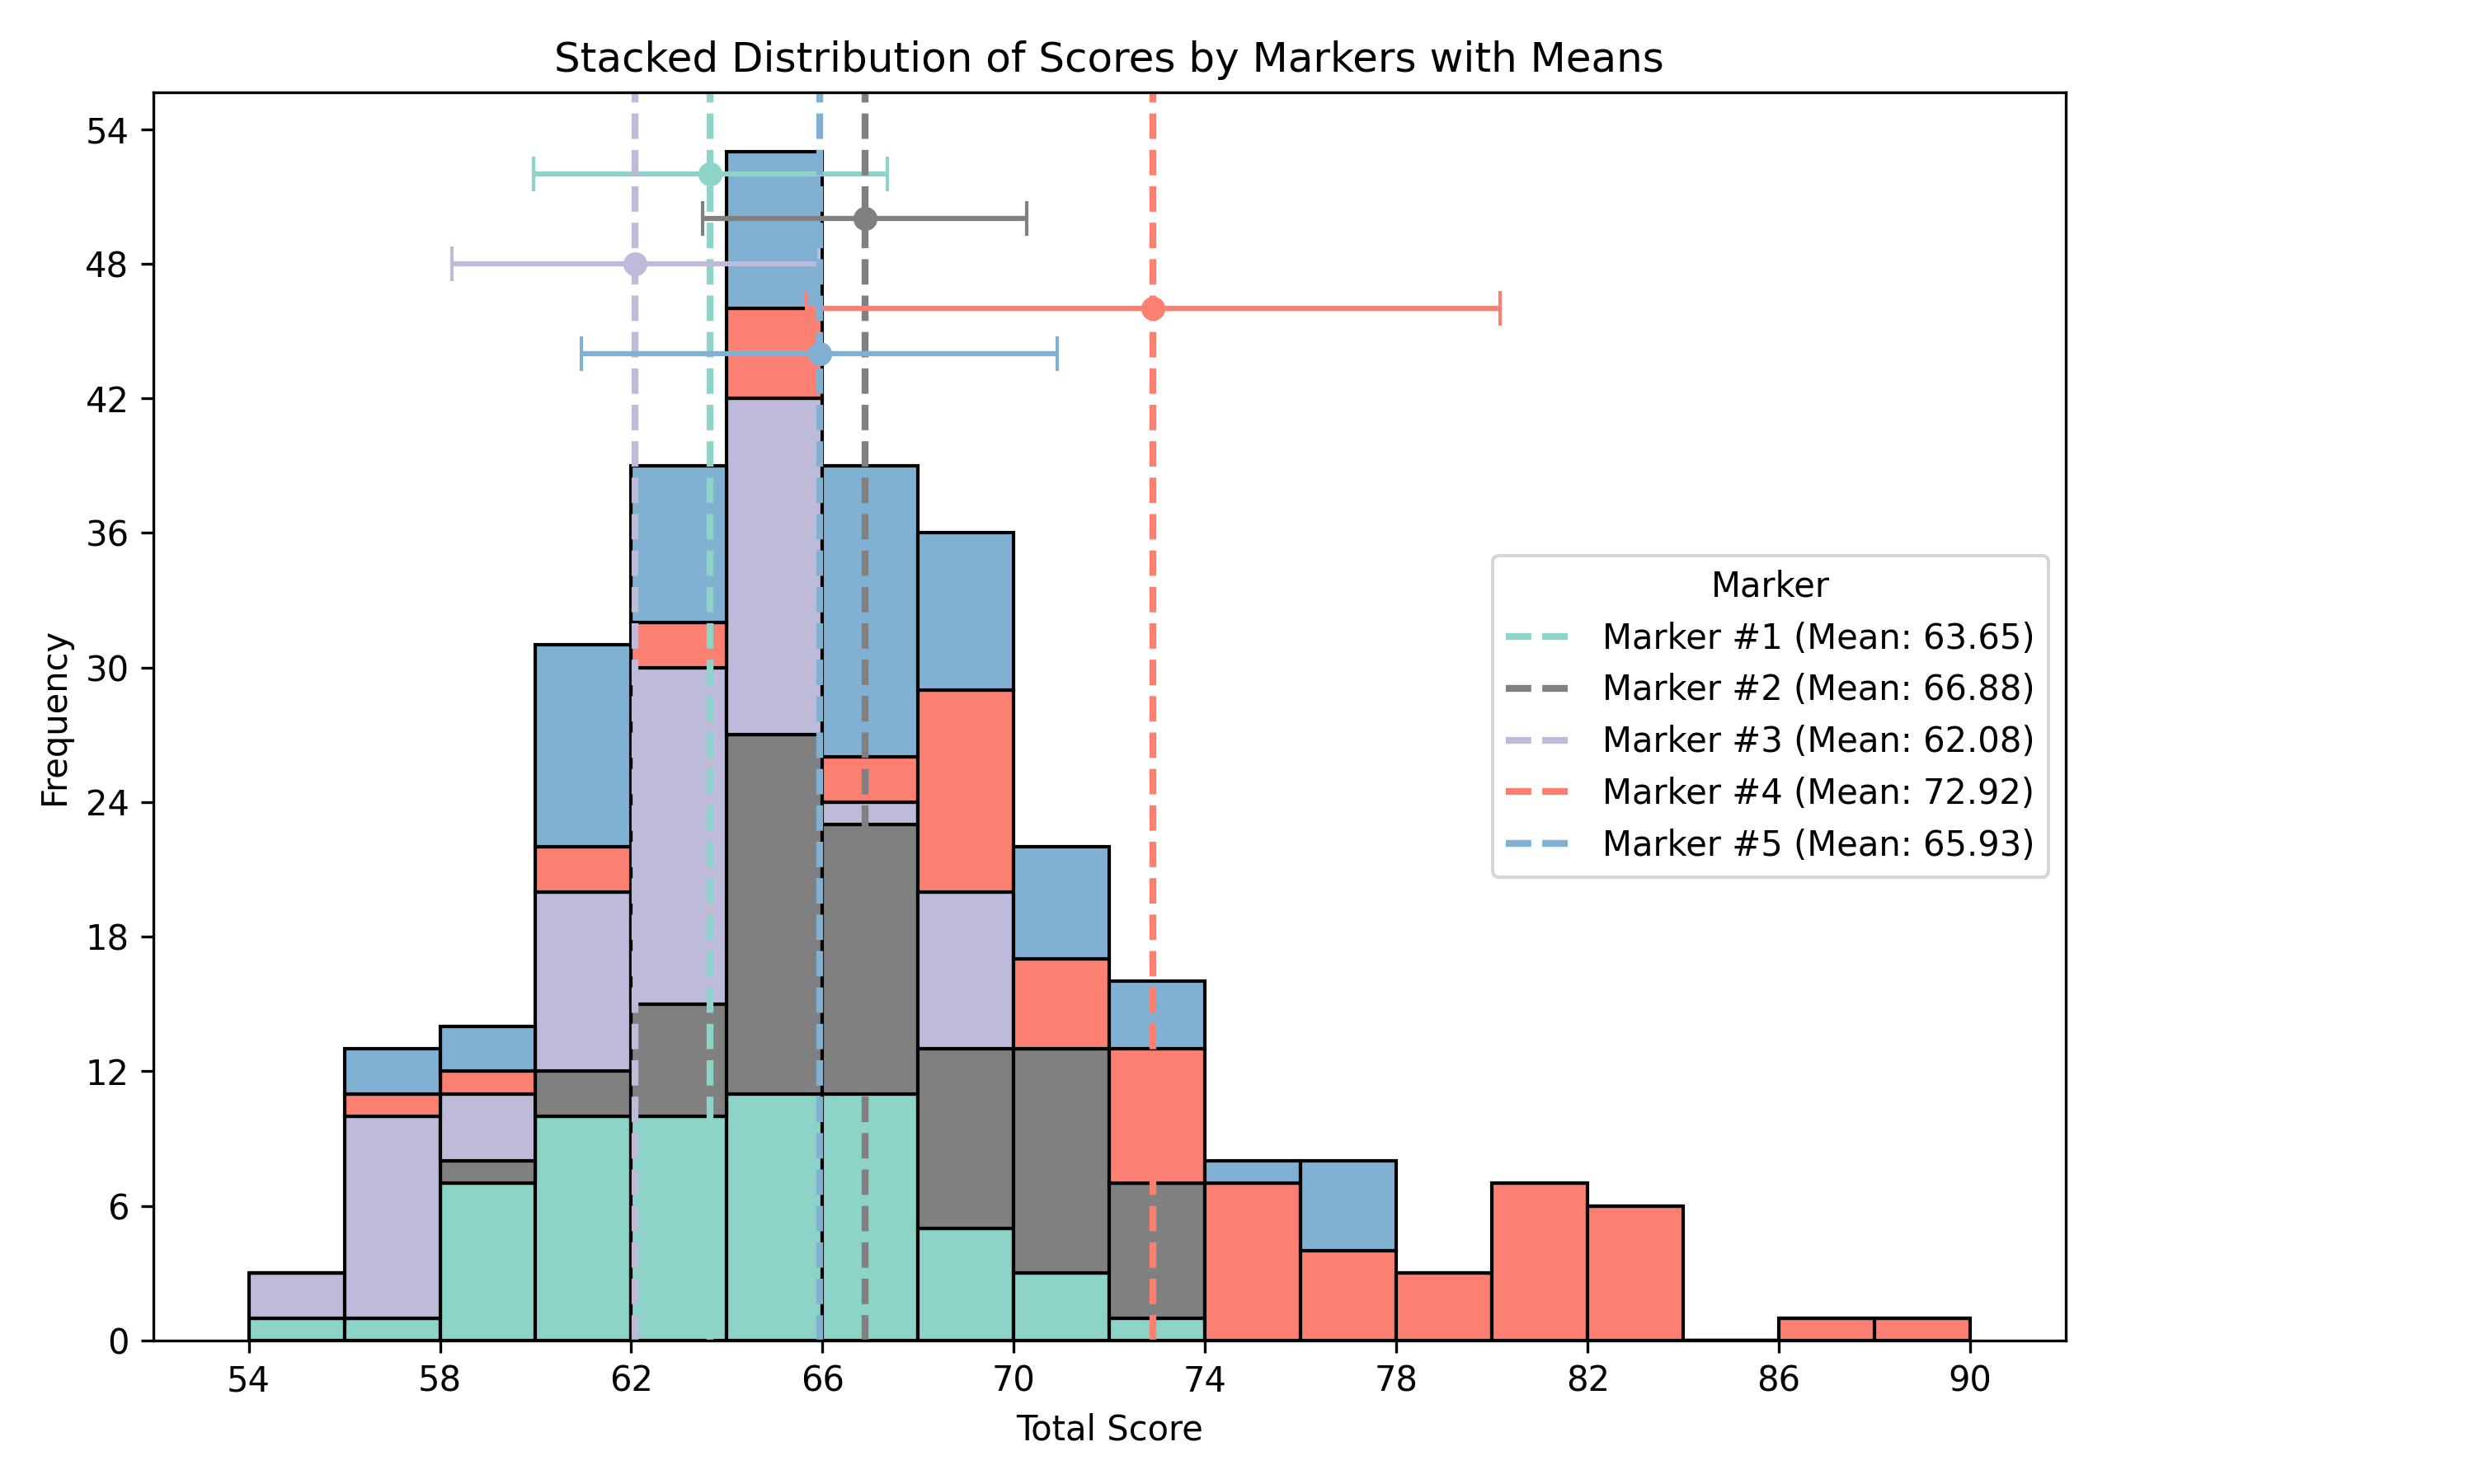 Stacked Distribution of Scores by Markers with Means
Frequency
54
48
42
36
30
24
18
12
6
0
Marker
Marker #1 (Mean: 63.65)
Marker #2 (Mean: 66.88)
Marker #3 (Mean: 62.08)
Marker #4 (Mean: 72.92)
Marker #5 (Mean: 65.93)
54 58 62 66 70 74 78 82 86 90
Total Score